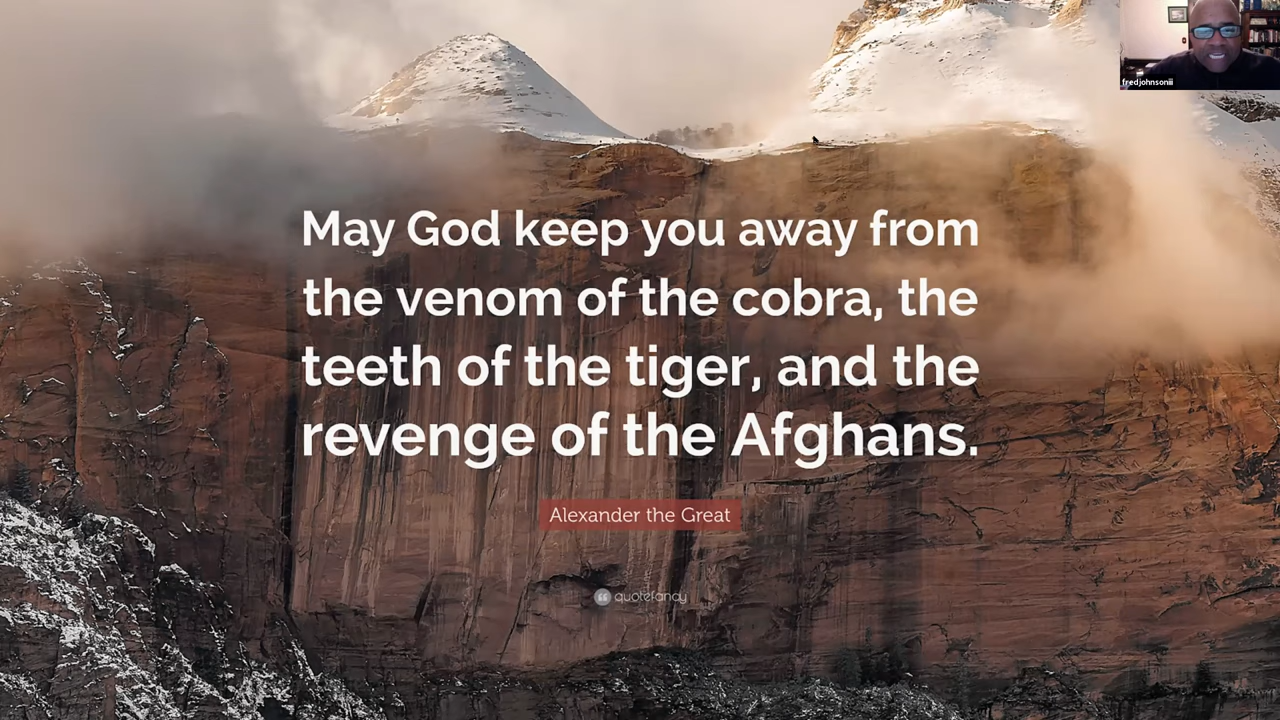 fredjohnsoniii
May God keep you away from
the venom of the cobra, the
teeth of the tiger, and the
revenge of the Afghans.
Alexander the Great
quotefancy